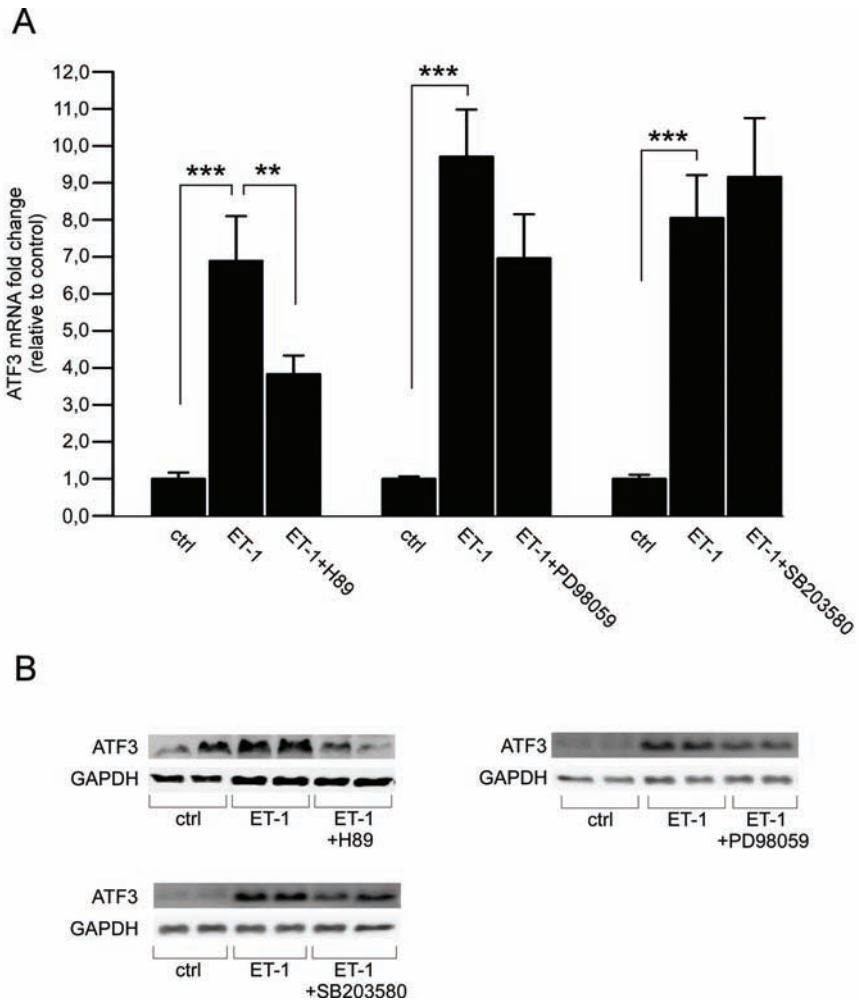 A
ATF3 mRNA fold change
(relative to control)
12,0
11,0
10,0
9,0
8,0
7,0
6,0
5,0
4,0
3,0
2,0
1,0
0,0
*** ** *** ***
ctrl ET-1 ET-1+H89 ctrl ET-1 ET-1+PD98059 ctrl ET-1 ET-1+SB203580
B
ATF3
GAPDH
ctrl ET-1 ET-1
+H89
ATF3
GAPDH
ctrl ET-1 ET-1
+PD98059
ATF3
GAPDH
ctrl ET-1 ET-1
+SB203580